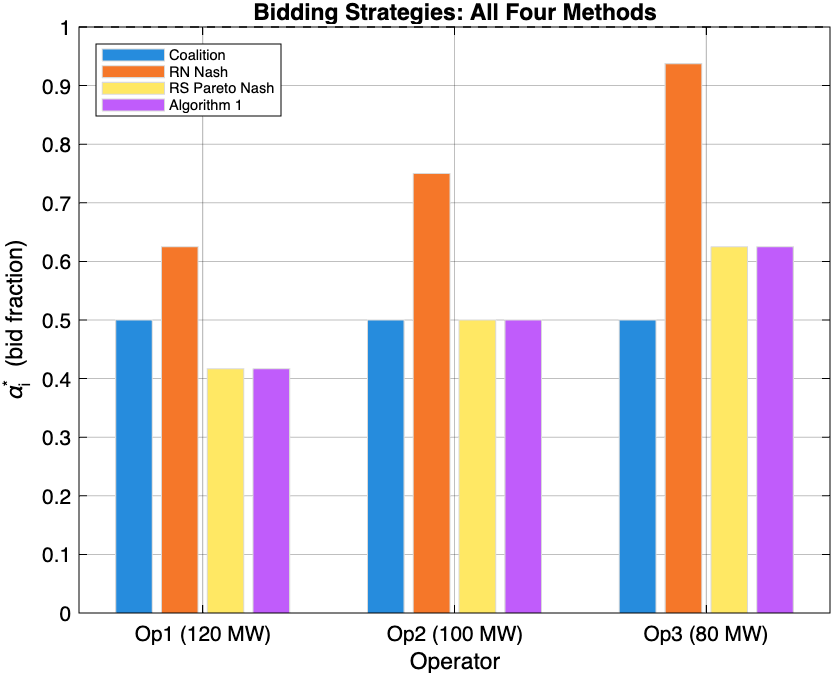 Bidding Strategies: All Four Methods
Coalition
RN Nash
RS Pareto Nash
Algorithm 1
1
0.9
0.8
0.7
0.6
0.5
0.4
0.3
0.2
0.1
0
α*i (bid fraction)
Op1 (120 MW) Op2 (100 MW) Op3 (80 MW)
Operator